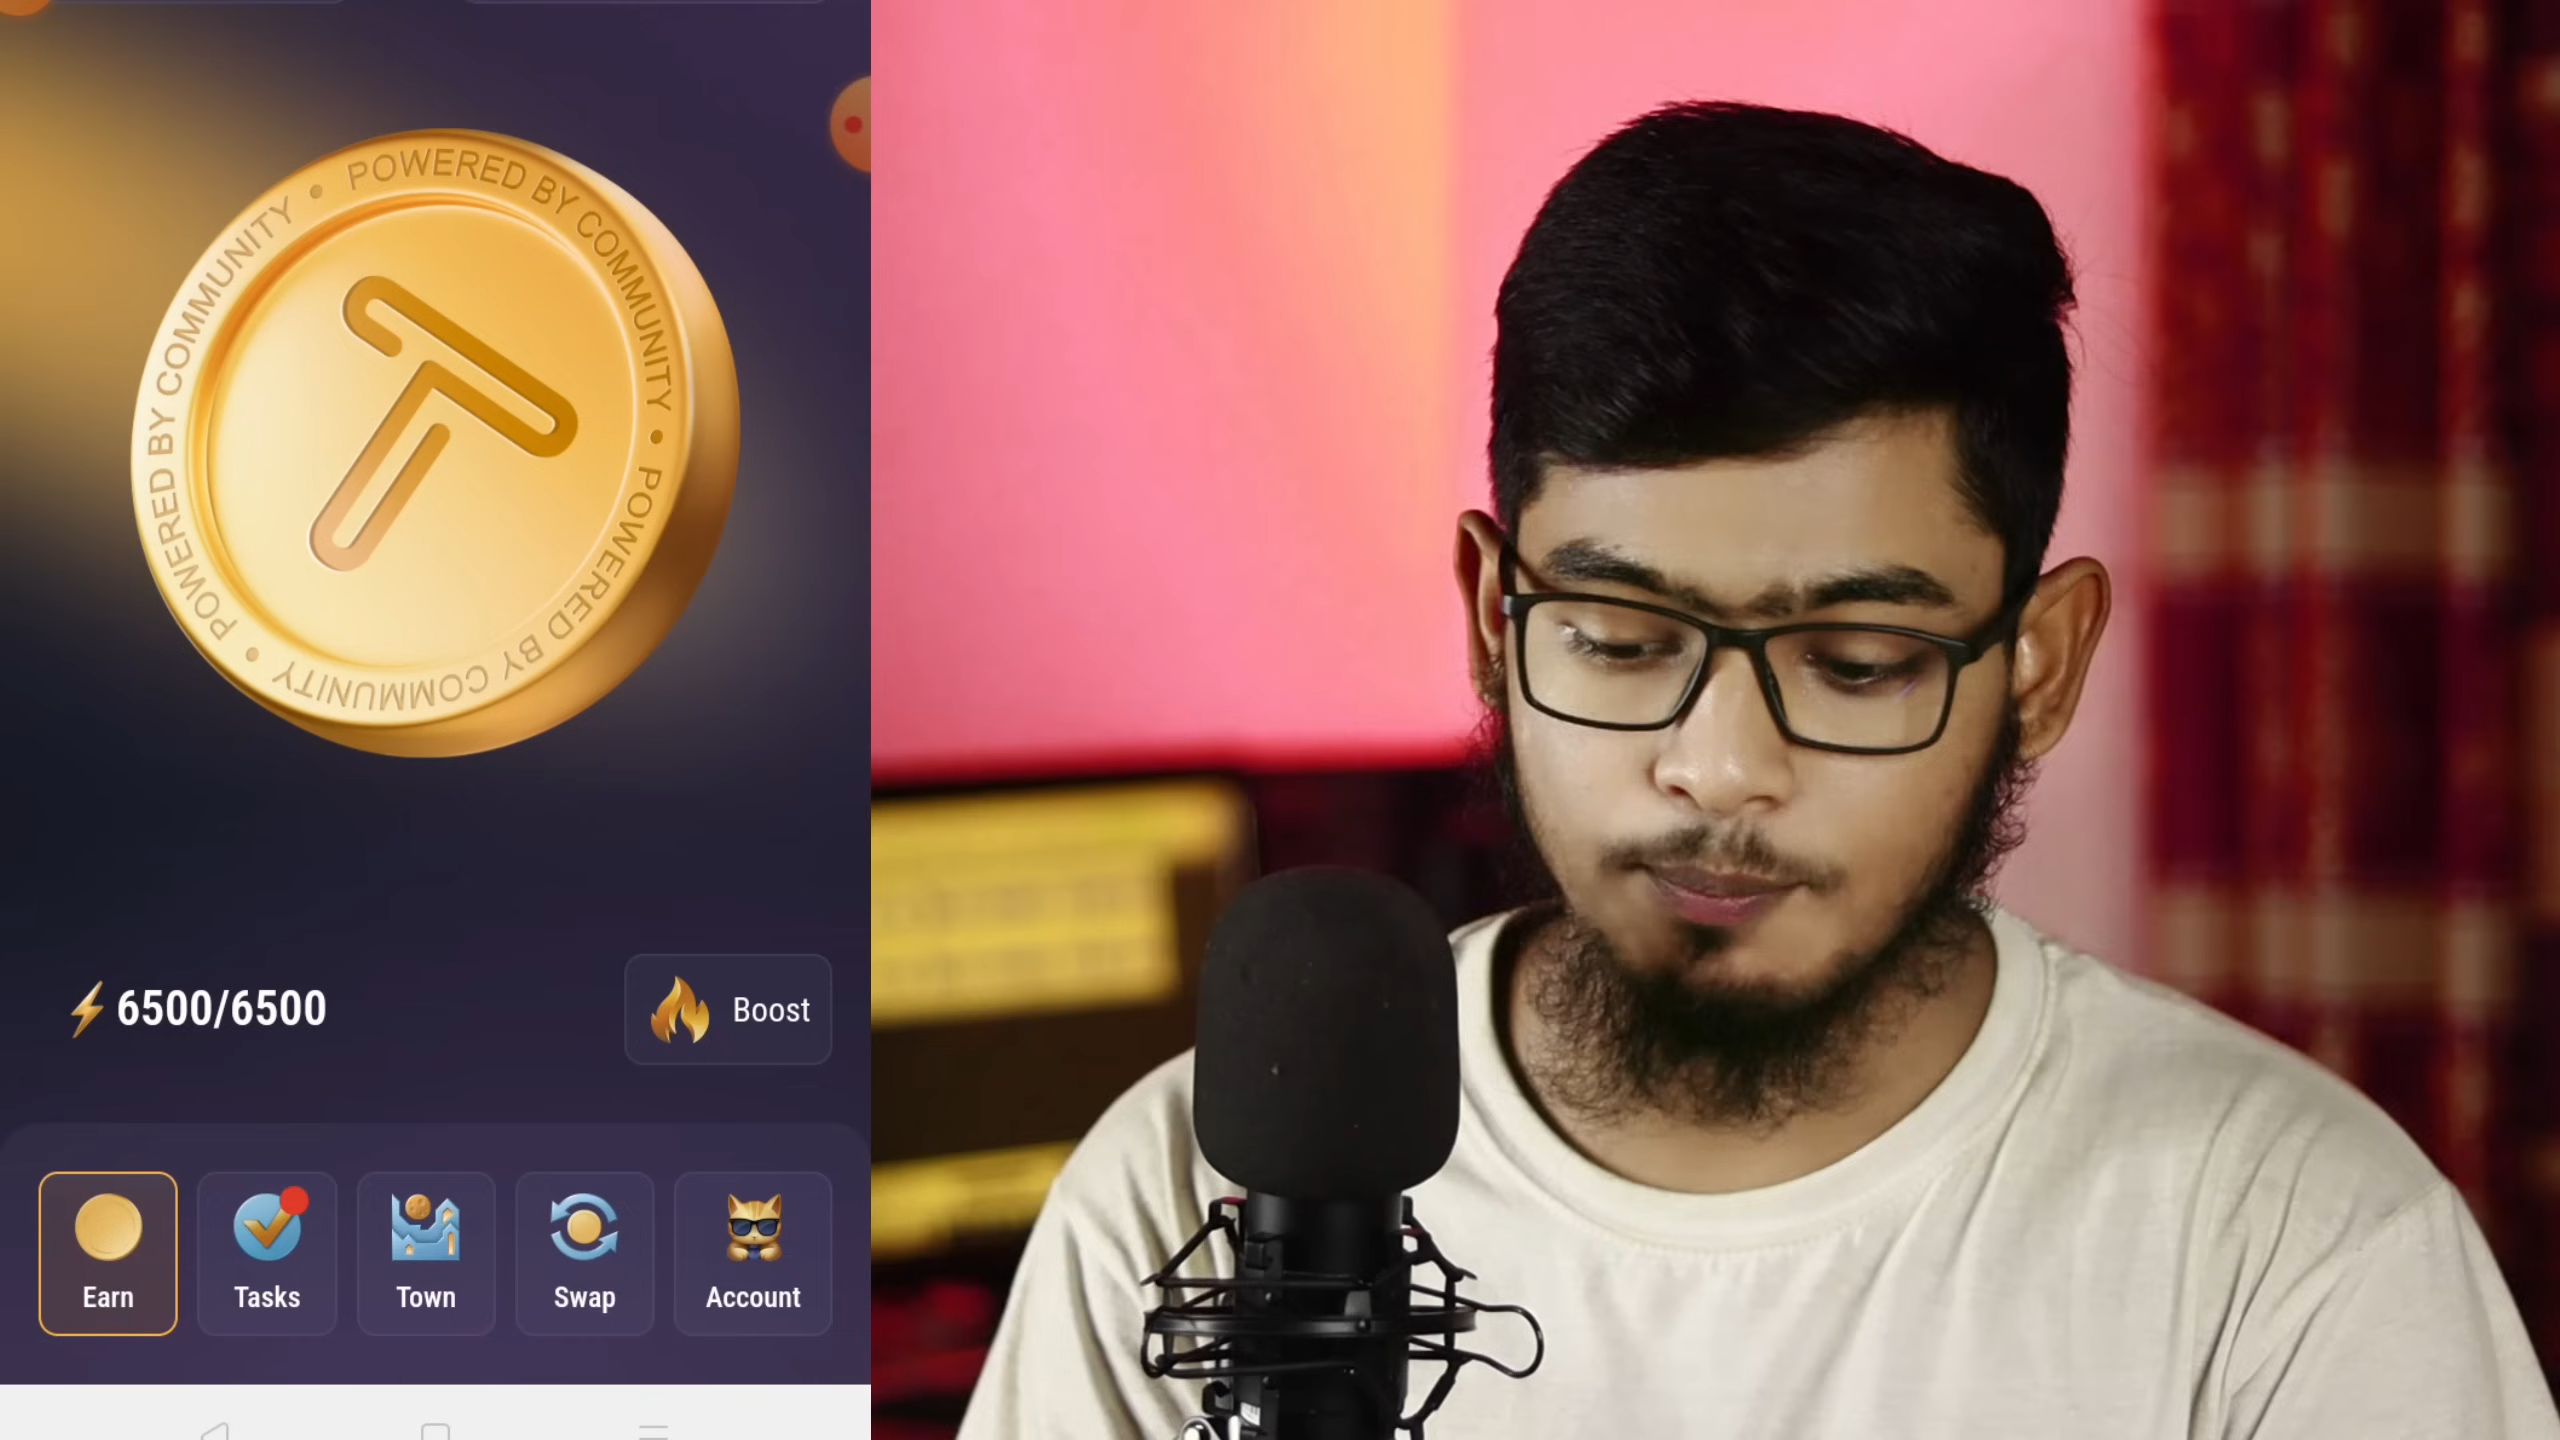 POWERED BY COMMUNITY • POWERED BY COMMUNITY • POWERED BY COMMUNITY •
6500/6500
Boost
Earn
Tasks
Town
Swap
Account